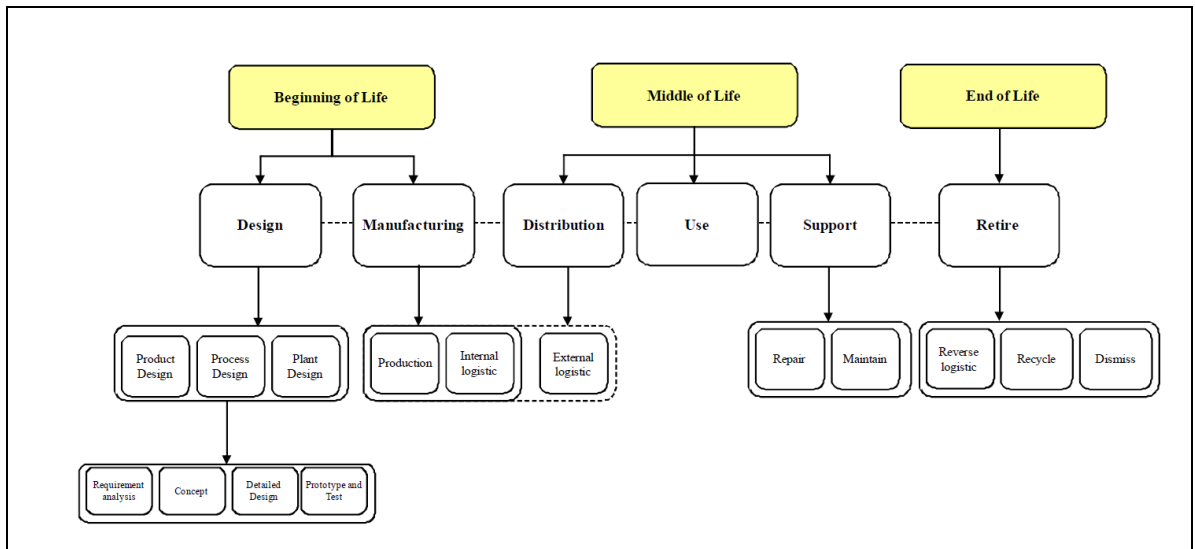 Beginning of Life
Middle of Life
End of Life
Design
Manufacturing
Distribution
Use
Support
Retire
Product
Design
Process
Design
Plant
Design
Production
Internal
logistic
External
logistic
Repair
Maintain
Reverse
logistic
Recycle
Dismiss
Requirement
analysis
Concept
Detailed
Design
Prototype and
Test